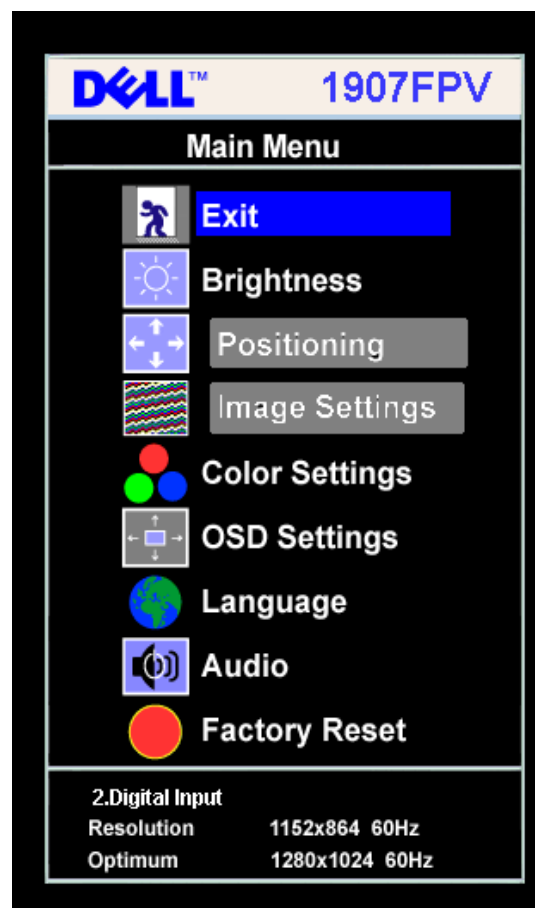 DELL™ 1907FPV
Main Menu
Exit
Brightness
Positioning
Image Settings
Color Settings
OSD Settings
Language
Audio
Factory Reset
2.Digital Input
Resolution 1152x864 60Hz
Optimum 1280x1024 60Hz